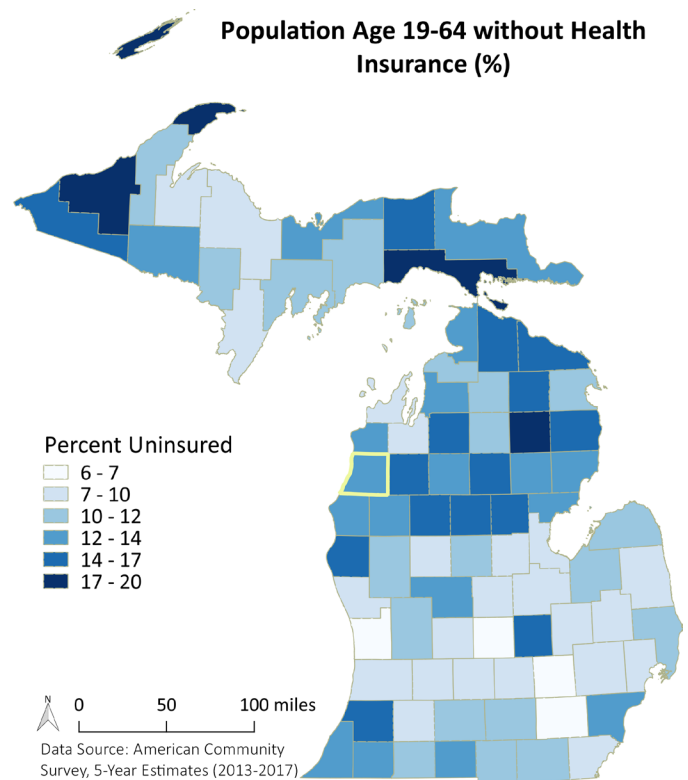 Population Age 19-64 without Health
Insurance (%)
Percent Uninsured
6 - 7
7 - 10
10 - 12
12 - 14
14 - 17
17 - 20
N
0 50 100 miles
Data Source: American Community
Survey, 5-Year Estimates (2013-2017)